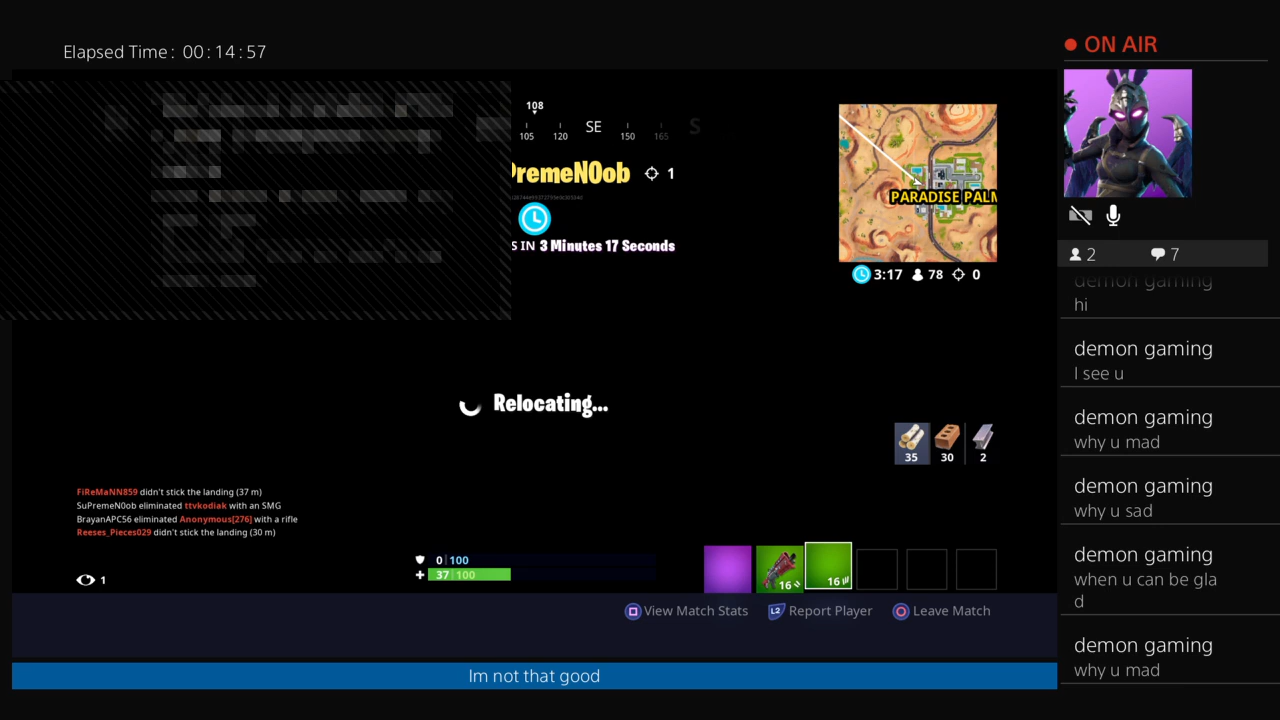 Elapsed Time: 00:14:57
ON AIR
108
105 120 SE 150 165 S
PremeN0ob 1
S IN 3 Minutes 17 Seconds
PARADISE PALM
3:17 78 0
2 7
demon gaming
hi
demon gaming
I see u
demon gaming
why u mad
demon gaming
why u sad
demon gaming
when u can be gla
d
demon gaming
why u mad
Relocating...
35 30 2
FiReMaNN859 didn't stick the landing (37 m)
SuPremeN0ob eliminated ttvkodiak with an SMG
BrayanAPC56 eliminated Anonymous[276] with a rifle
Reeses_Pieces029 didn't stick the landing (30 m)
1
0 | 100
37 | 100
16 16
View Match Stats L2 Report Player Leave Match
Im not that good